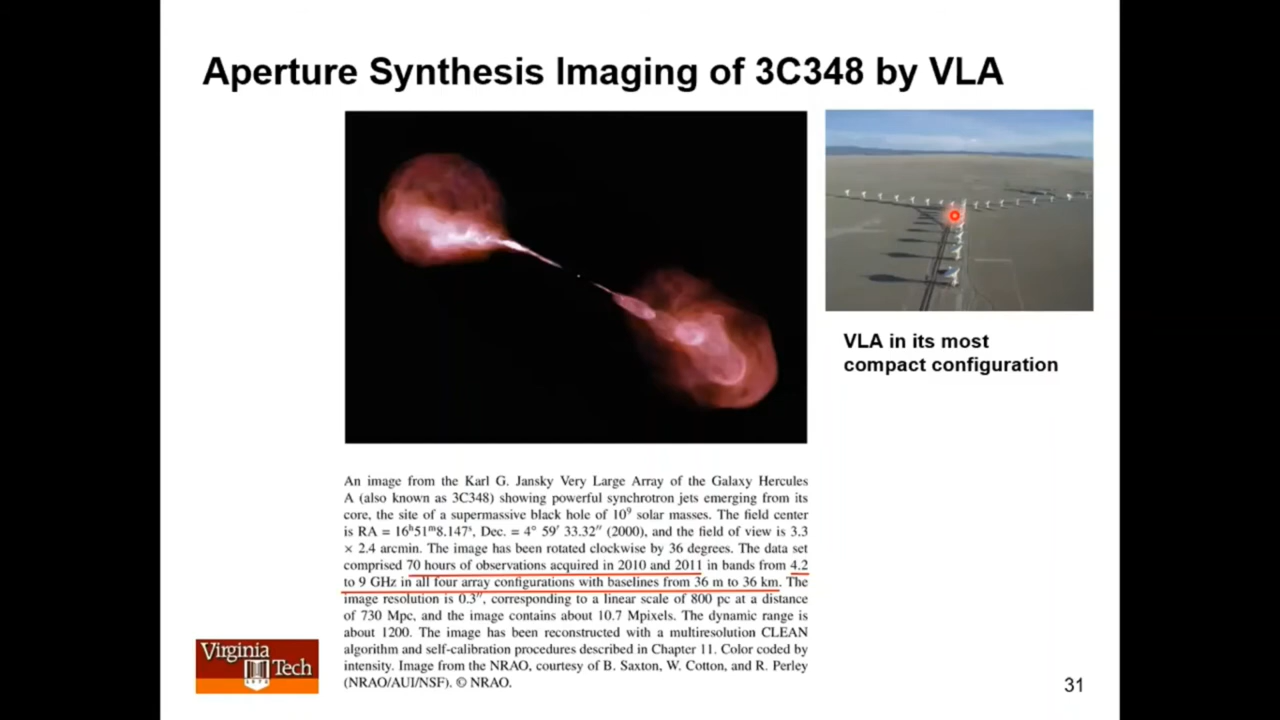 Aperture Synthesis Imaging of 3C348 by VLA
VLA in its most
compact configuration
An image from the Karl G. Jansky Very Large Array of the Galaxy Hercules
A (also known as 3C348) showing powerful synchrotron jets emerging from its
core, the site of a supermassive black hole of 10⁹ solar masses. The field center
is RA = 16ʰ51ᵐ8.147ˢ, Dec. = 4° 59′ 33.32″ (2000), and the field of view is 3.3
× 2.4 arcmin. The image has been rotated clockwise by 36 degrees. The data set
comprised 70 hours of observations acquired in 2010 and 2011 in bands from 4.2
to 9 GHz in all four array configurations with baselines from 36 m to 36 km. The
image resolution is 0.3″, corresponding to a linear scale of 800 pc at a distance
of 730 Mpc, and the image contains about 10.7 Mpixels. The dynamic range is
about 1200. The image has been reconstructed with a multiresolution CLEAN
algorithm and self-calibration procedures described in Chapter 11. Color coded by
intensity. Image from the NRAO, courtesy of B. Saxton, W. Cotton, and R. Perley
(NRAO/AUI/NSF). © NRAO.
Virginia
Tech
31